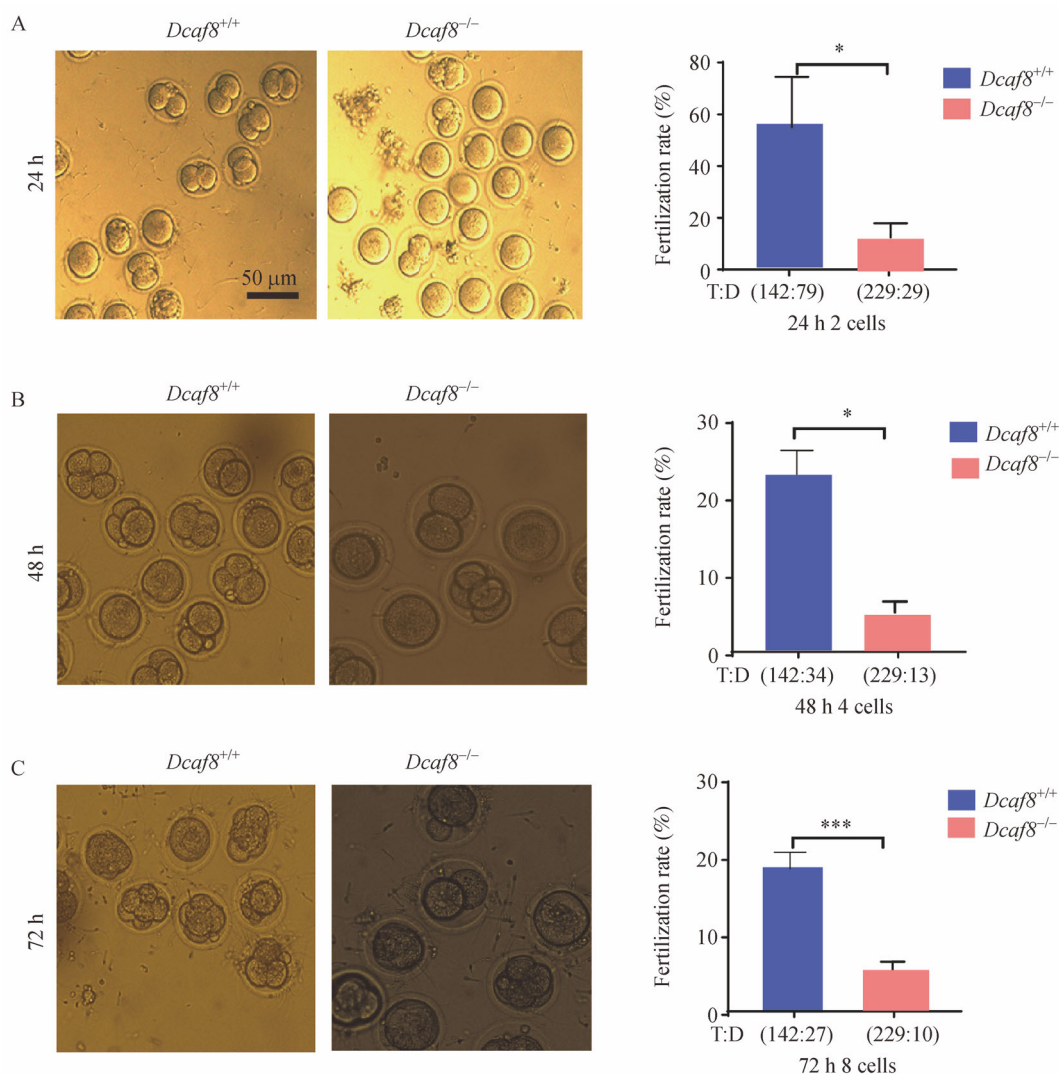 A
Dcaf8+/+
Dcaf8−/−
24 h
50 μm
Fertilization rate (%)
80
60
40
20
0
*
Dcaf8+/+
Dcaf8−/−
T:D (142:79) (229:29)
24 h 2 cells
B
Dcaf8+/+
Dcaf8−/−
48 h
Fertilization rate (%)
30
20
10
0
*
Dcaf8+/+
Dcaf8−/−
T:D (142:34) (229:13)
48 h 4 cells
C
Dcaf8+/+
Dcaf8−/−
72 h
Fertilization rate (%)
30
20
10
0
***
Dcaf8+/+
Dcaf8−/−
T:D (142:27) (229:10)
72 h 8 cells